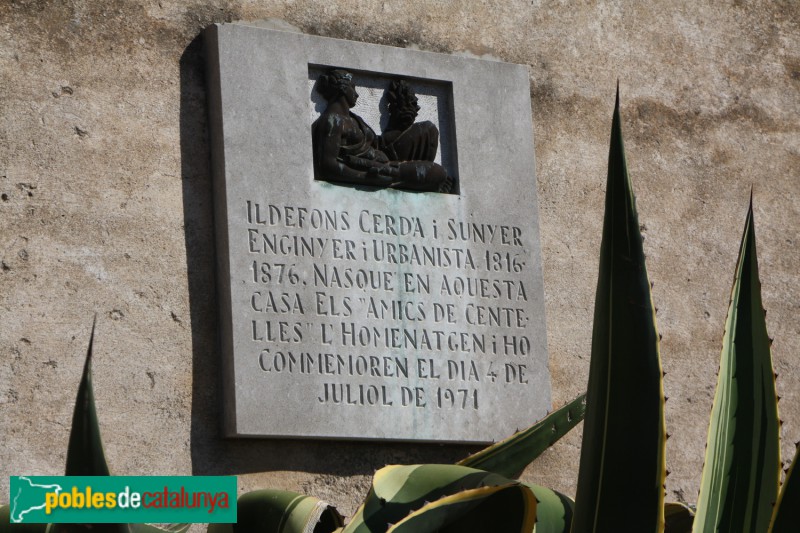 ILDEFONS CERDÀ i SUNYER
ENGINYER i URBANISTA, 1816-
1876, NASQUE EN AQUESTA
CASA ELS "AMICS DE CENTE-
LLES" L'HOMENATGEN i HO
COMMEMOREN EL DIA 4 DE
JULIOL DE 1971
poblesdecatalunya